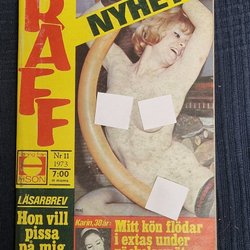 RAFF
NYHET
Nr 11
1973
7:00
LÄSARBREV
Hon vill
pissa
på mig
Karin, 30 år:
Mitt kön flödar
i extas under